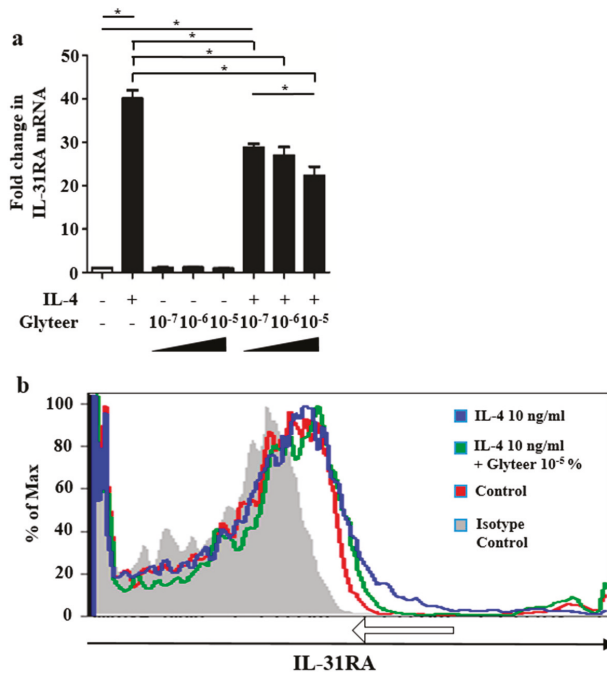 a
*
*
*
*
*
*
Fold change in
IL-31RA mRNA
50
40
30
20
10
0
IL-4 - + - - - + + +
Glyteer - - 10-7 10-6 10-5 10-7 10-6 10-5
b
% of Max
100
80
60
40
20
0
IL-4 10 ng/ml
IL-4 10 ng/ml
+ Glyteer 10-5 %
Control
Isotype
Control
IL-31RA